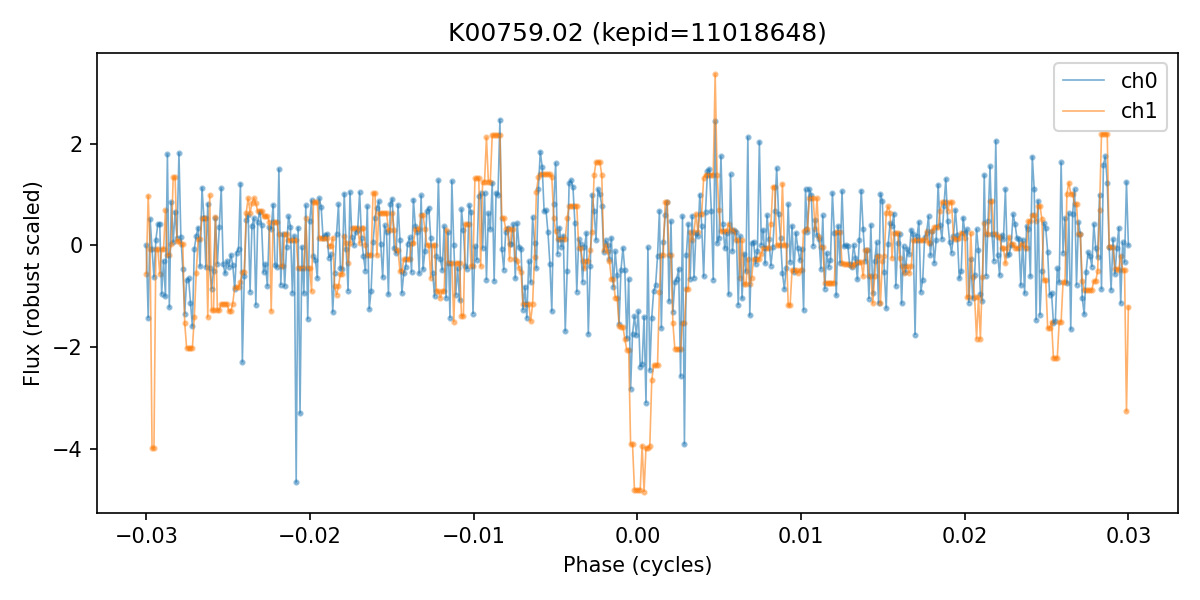 K00759.02 (kepid=11018648)
ch0
ch1
Flux (robust scaled)
2
0
−2
−4
−0.03
−0.02
−0.01
0.00
0.01
0.02
0.03
Phase (cycles)